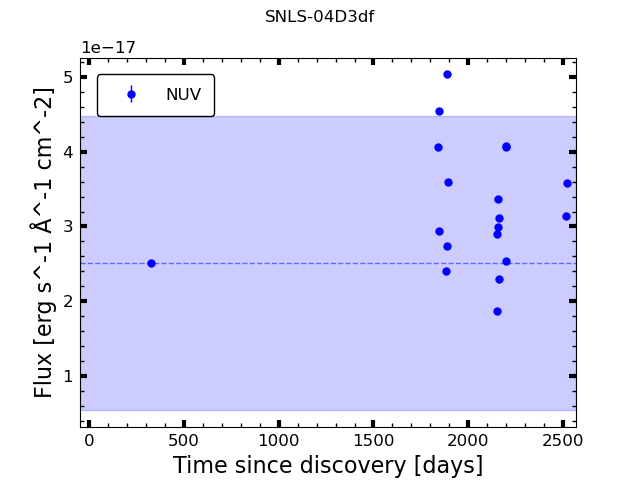 SNLS-04D3df
1e−17
NUV
5
4
3
2
1
Flux [erg s^-1 Å^-1 cm^-2]
0 500 1000 1500 2000 2500
Time since discovery [days]